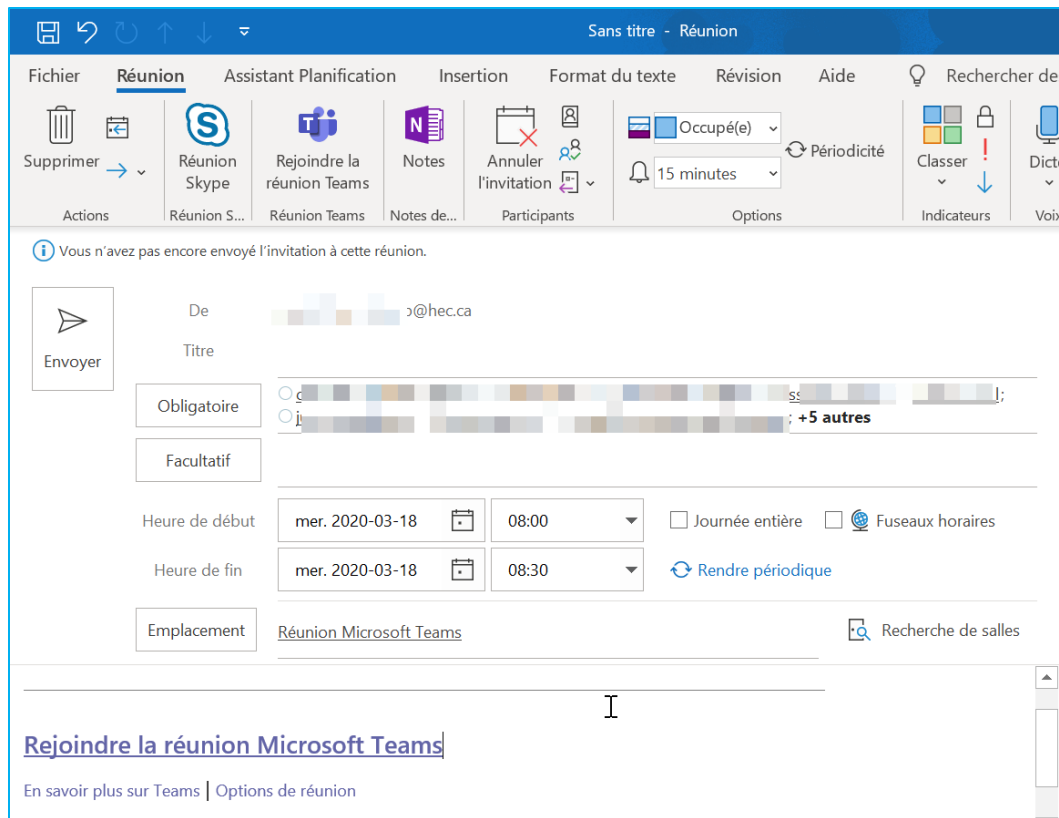 Sans titre - Réunion
Fichier Réunion Assistant Planification Insertion Format du texte Révision Aide Rechercher de
Supprimer
Réunion Skype
Rejoindre la réunion Teams
Notes
Annuler l'invitation
Occupé(e)
15 minutes
Périodicité
Classer
Dict
Actions Réunion S... Réunion Teams Notes de... Participants Options Indicateurs Voix
Vous n'avez pas encore envoyé l'invitation à cette réunion.
Envoyer
De @hec.ca
Titre
Obligatoire
; +5 autres
Facultatif
Heure de début mer. 2020-03-18 08:00 Journée entière Fuseaux horaires
Heure de fin mer. 2020-03-18 08:30 Rendre périodique
Emplacement Réunion Microsoft Teams Recherche de salles
Rejoindre la réunion Microsoft Teams
En savoir plus sur Teams | Options de réunion